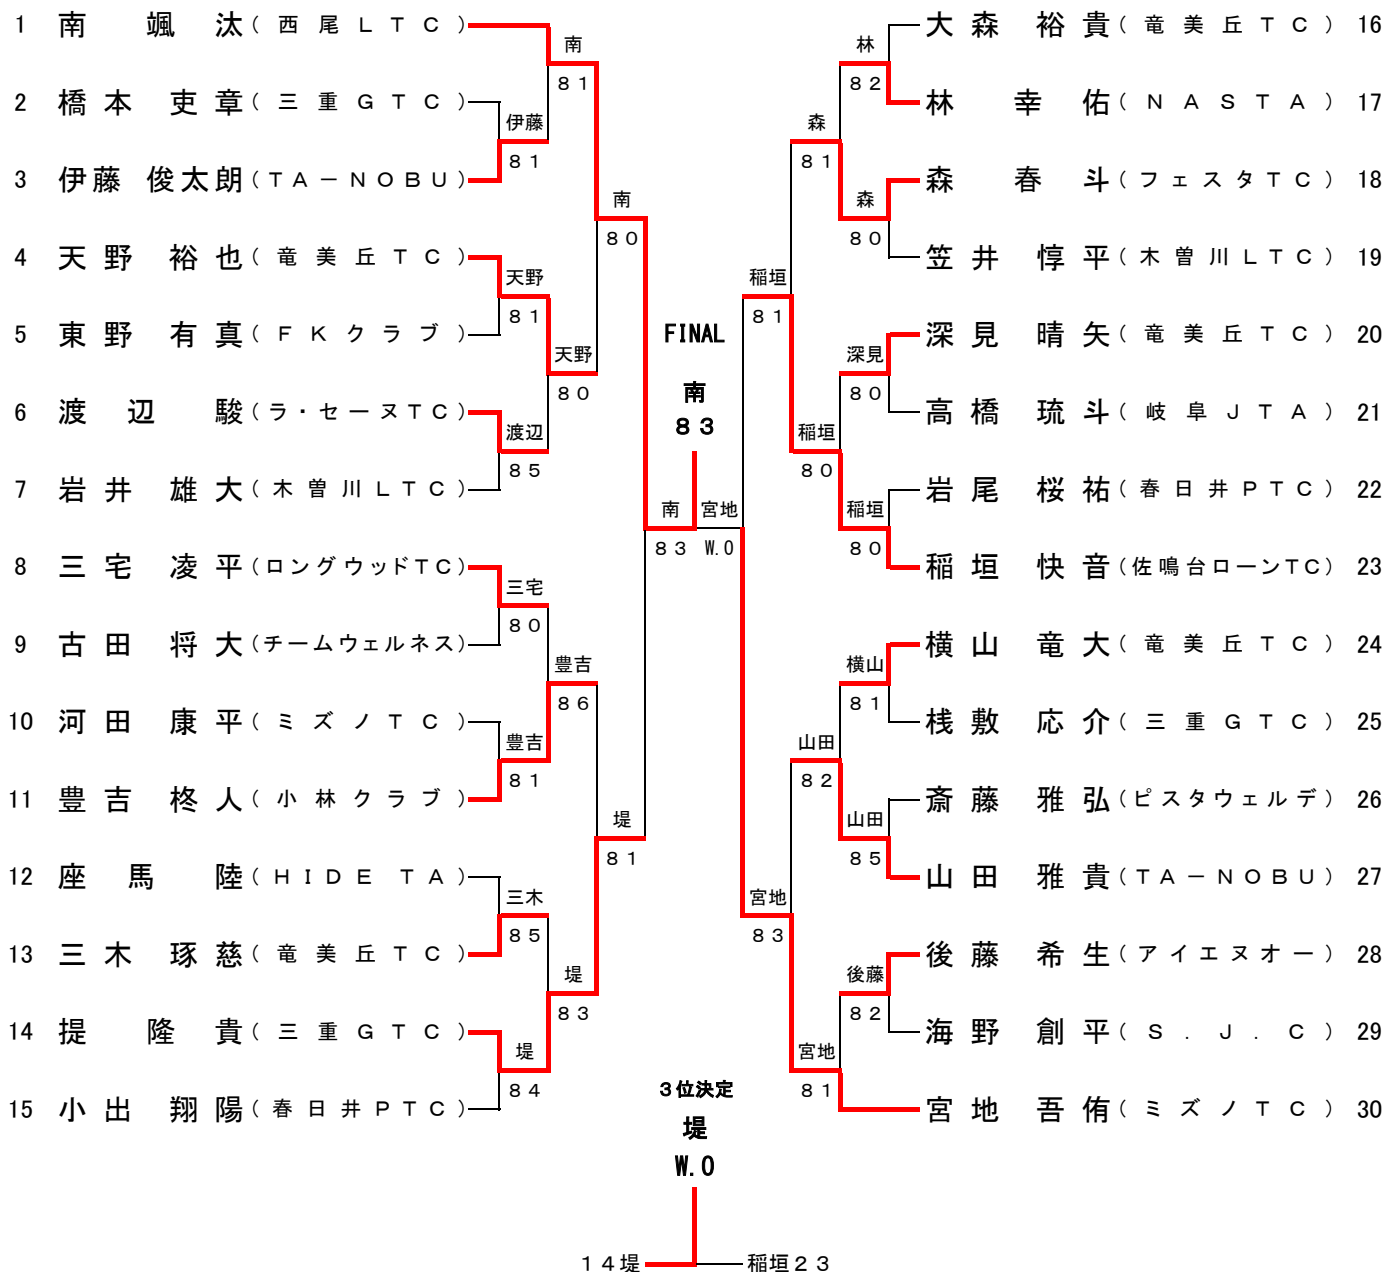 1 南 颯 汰 (西尾LTC)
2 橋本 吏章 (三重GTC)
3 伊藤 俊太朗 (TA－NOBU)
4 天野 裕也 (竜美丘TC)
5 東野 有真 (FKクラブ)
6 渡辺 駿 (ラ・セーヌTC)
7 岩井 雄大 (木曽川LTC)
8 三宅 凌平 (ロングウッドTC)
9 古田 将大 (チームウェルネス)
10 河田 康平 (ミズノTC)
11 豊吉 柊人 (小林クラブ)
12 座馬 陸 (HIDE TA)
13 三木 琢慈 (竜美丘TC)
14 提 隆貴 (三重GTC)
15 小出 翔陽 (春日井PTC)
伊藤
81
天野
81
渡辺
85
三宅
80
豊吉
81
三木
85
堤
84
南
81
天野
80
豊吉
86
堤
83
南
80
堤
81
南
83
FINAL
南
83
宮地
W.0
稲垣
81
宮地
83
森
81
稲垣
80
山田
82
宮地
81
林
82
森
80
深見
80
稲垣
80
横山
81
山田
85
後藤
82
大森 裕貴 (竜美丘TC) 16
林 幸佑 (NASTA) 17
森 春斗 (フェスタTC) 18
笠井 惇平 (木曽川LTC) 19
深見 晴矢 (竜美丘TC) 20
高橋 琉斗 (岐阜JTA) 21
岩尾 桜祐 (春日井PTC) 22
稲垣 快音 (佐鳴台ローンTC) 23
横山 竜大 (竜美丘TC) 24
桟敷 応介 (三重GTC) 25
斎藤 雅弘 (ピスタウェルデ) 26
山田 雅貴 (TA－NOBU) 27
後藤 希生 (アイエヌオー) 28
海野 創平 (S.J.C) 29
宮地 吾侑 (ミズノTC) 30
3位決定
堤
W.0
14堤 稲垣23